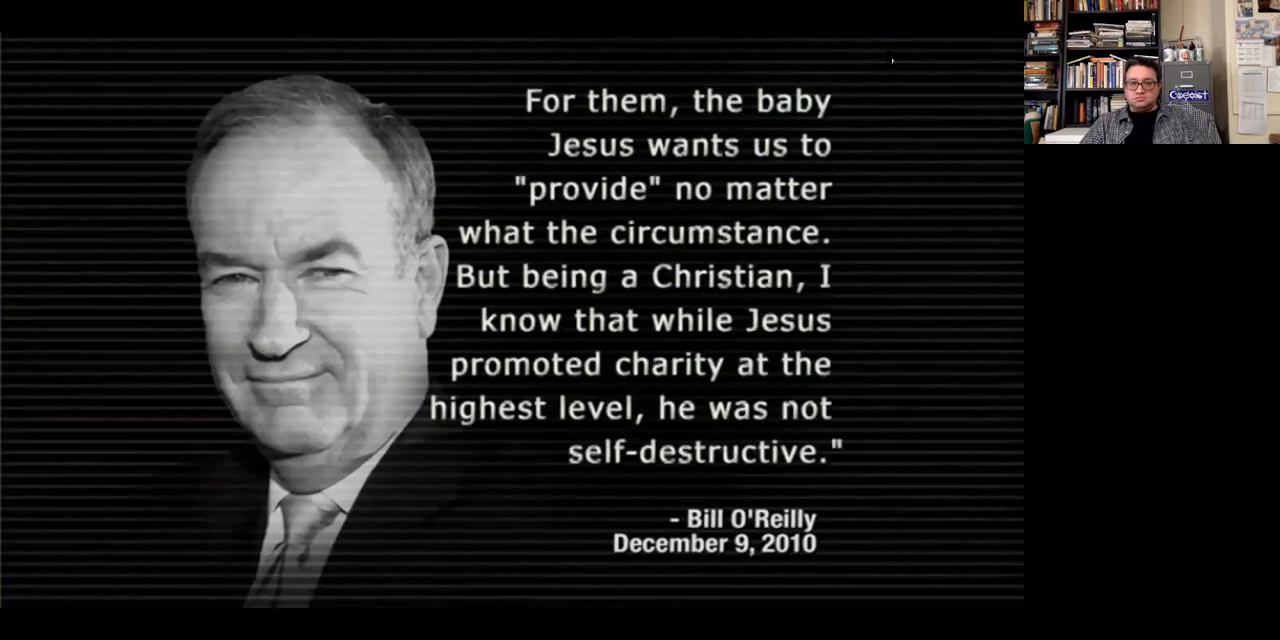 For them, the baby
Jesus wants us to
"provide" no matter
what the circumstance.
But being a Christian, I
know that while Jesus
promoted charity at the
highest level, he was not
self-destructive."
- Bill O'Reilly
December 9, 2010
Coexist